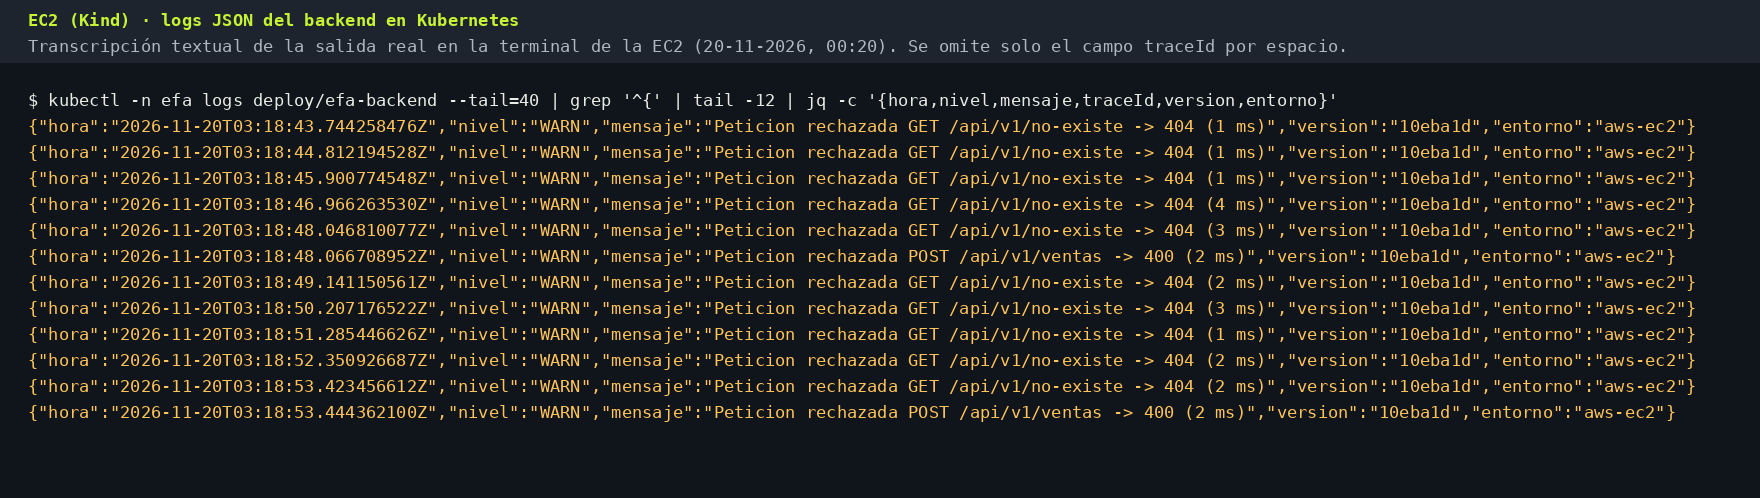 EC2 (Kind) · logs JSON del backend en Kubernetes
Transcripción textual de la salida real en la terminal de la EC2 (20-11-2026, 00:20). Se omite solo el campo traceId por espacio.
$ kubectl -n efa logs deploy/efa-backend --tail=40 | grep '^{' | tail -12 | jq -c '{hora,nivel,mensaje,traceId,version,entorno}'
{"hora":"2026-11-20T03:18:43.744258476Z","nivel":"WARN","mensaje":"Peticion rechazada GET /api/v1/no-existe -> 404 (1 ms)","version":"10eba1d","entorno":"aws-ec2"}
{"hora":"2026-11-20T03:18:44.812194528Z","nivel":"WARN","mensaje":"Peticion rechazada GET /api/v1/no-existe -> 404 (1 ms)","version":"10eba1d","entorno":"aws-ec2"}
{"hora":"2026-11-20T03:18:45.900774548Z","nivel":"WARN","mensaje":"Peticion rechazada GET /api/v1/no-existe -> 404 (1 ms)","version":"10eba1d","entorno":"aws-ec2"}
{"hora":"2026-11-20T03:18:46.966263530Z","nivel":"WARN","mensaje":"Peticion rechazada GET /api/v1/no-existe -> 404 (4 ms)","version":"10eba1d","entorno":"aws-ec2"}
{"hora":"2026-11-20T03:18:48.046810077Z","nivel":"WARN","mensaje":"Peticion rechazada GET /api/v1/no-existe -> 404 (3 ms)","version":"10eba1d","entorno":"aws-ec2"}
{"hora":"2026-11-20T03:18:48.066708952Z","nivel":"WARN","mensaje":"Peticion rechazada POST /api/v1/ventas -> 400 (2 ms)","version":"10eba1d","entorno":"aws-ec2"}
{"hora":"2026-11-20T03:18:49.141150561Z","nivel":"WARN","mensaje":"Peticion rechazada GET /api/v1/no-existe -> 404 (2 ms)","version":"10eba1d","entorno":"aws-ec2"}
{"hora":"2026-11-20T03:18:50.207176522Z","nivel":"WARN","mensaje":"Peticion rechazada GET /api/v1/no-existe -> 404 (3 ms)","version":"10eba1d","entorno":"aws-ec2"}
{"hora":"2026-11-20T03:18:51.285446626Z","nivel":"WARN","mensaje":"Peticion rechazada GET /api/v1/no-existe -> 404 (1 ms)","version":"10eba1d","entorno":"aws-ec2"}
{"hora":"2026-11-20T03:18:52.350926687Z","nivel":"WARN","mensaje":"Peticion rechazada GET /api/v1/no-existe -> 404 (2 ms)","version":"10eba1d","entorno":"aws-ec2"}
{"hora":"2026-11-20T03:18:53.423456612Z","nivel":"WARN","mensaje":"Peticion rechazada GET /api/v1/no-existe -> 404 (2 ms)","version":"10eba1d","entorno":"aws-ec2"}
{"hora":"2026-11-20T03:18:53.444362100Z","nivel":"WARN","mensaje":"Peticion rechazada POST /api/v1/ventas -> 400 (2 ms)","version":"10eba1d","entorno":"aws-ec2"}